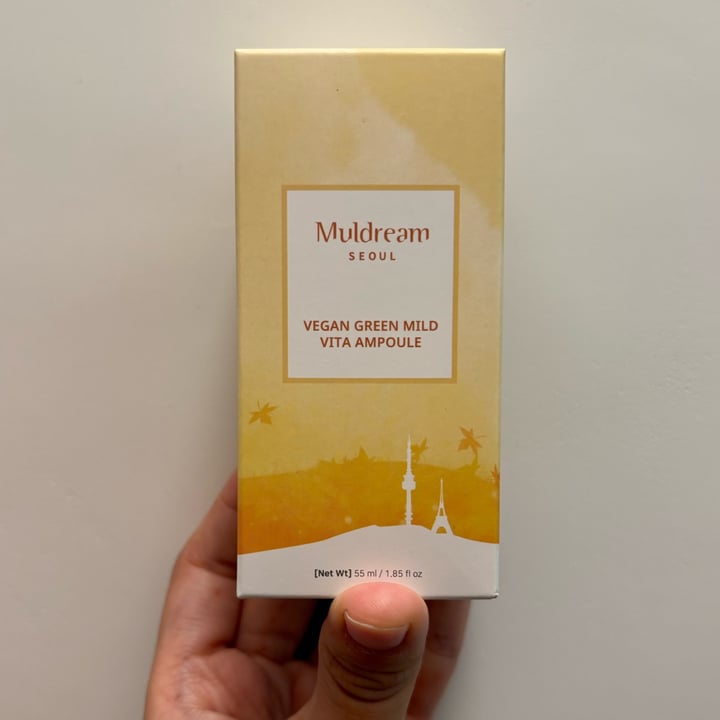 Muldream
SEOUL
VEGAN GREEN MILD
VITA AMPOULE
[Net Wt] 55 ml / 1.85 fl oz